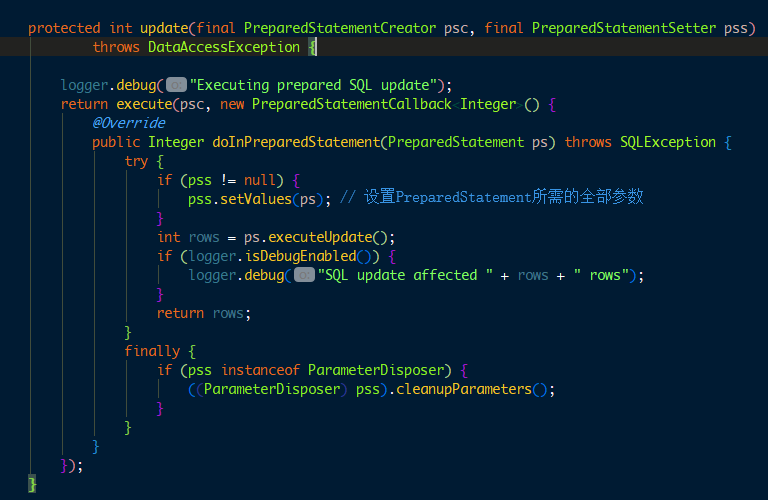 protected int update(final PreparedStatementCreator psc, final PreparedStatementSetter pss)
throws DataAccessException {
logger.debug( o: "Executing prepared SQL update");
return execute(psc, new PreparedStatementCallback<Integer>() {
@Override
public Integer doInPreparedStatement(PreparedStatement ps) throws SQLException {
try {
if (pss != null) {
pss.setValues(ps); // 设置PreparedStatement所需的全部参数
}
int rows = ps.executeUpdate();
if (logger.isDebugEnabled()) {
logger.debug( o: "SQL update affected " + rows + " rows");
}
return rows;
}
finally {
if (pss instanceof ParameterDisposer) {
((ParameterDisposer) pss).cleanupParameters();
}
}
}
});
}